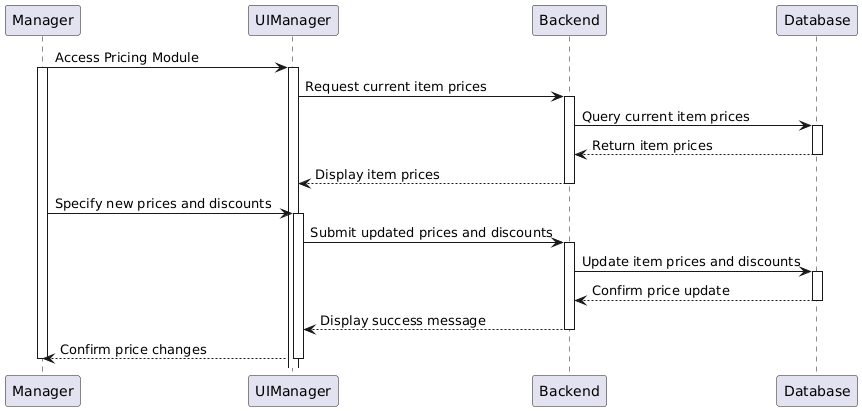 Manager UIManager Backend Database
Access Pricing Module
Request current item prices
Query current item prices
Return item prices
Display item prices
Specify new prices and discounts
Submit updated prices and discounts
Update item prices and discounts
Confirm price update
Display success message
Confirm price changes
Manager UIManager Backend Database